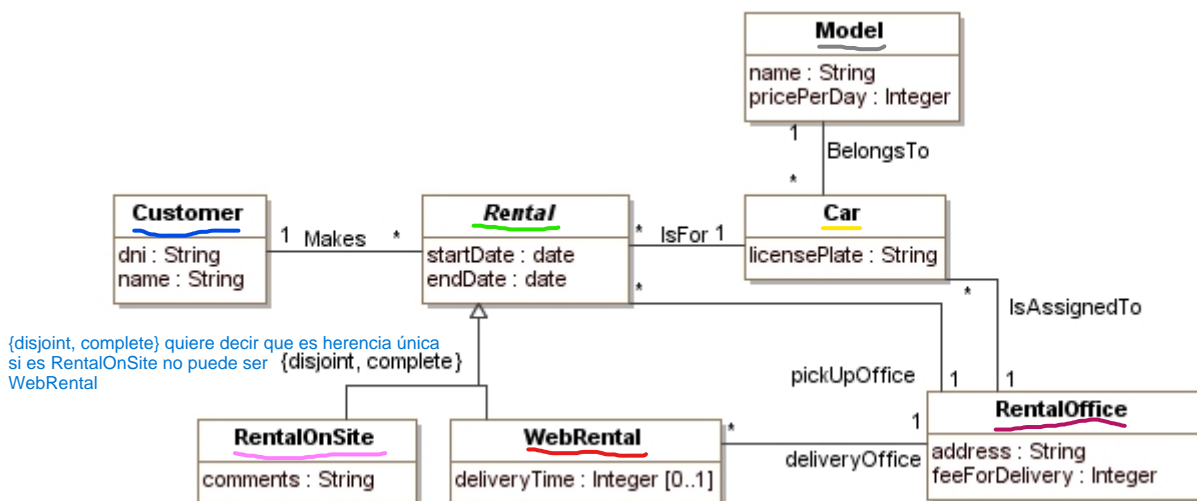 Model
name : String
pricePerDay : Integer
1
BelongsTo
*
Customer
dni : String
name : String
1 Makes *
Rental
startDate : date
endDate : date
* IsFor 1
Car
licensePlate : String
*
*
IsAssignedTo
{disjoint, complete} quiere decir que es herencia única
si es RentalOnSite no puede ser
WebRental
{disjoint, complete}
pickUpOffice
1
1
RentalOnSite
comments : String
WebRental
deliveryTime : Integer [0..1]
*
1
deliveryOffice
RentalOffice
address : String
feeForDelivery : Integer